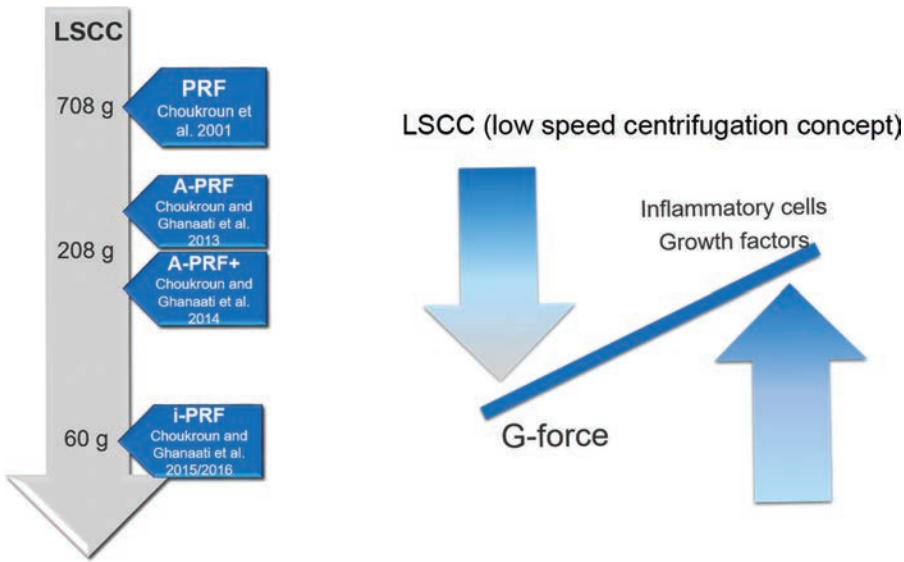 LSCC
708 g
PRF
Choukroun et
al. 2001
A-PRF
Choukroun and
Ghanaati et al.
2013
208 g
A-PRF+
Choukroun and
Ghanaati et al.
2014
60 g
i-PRF
Choukroun and
Ghanaati et al.
2015/2016
LSCC (low speed centrifugation concept)
Inflammatory cells
Growth factors
G-force